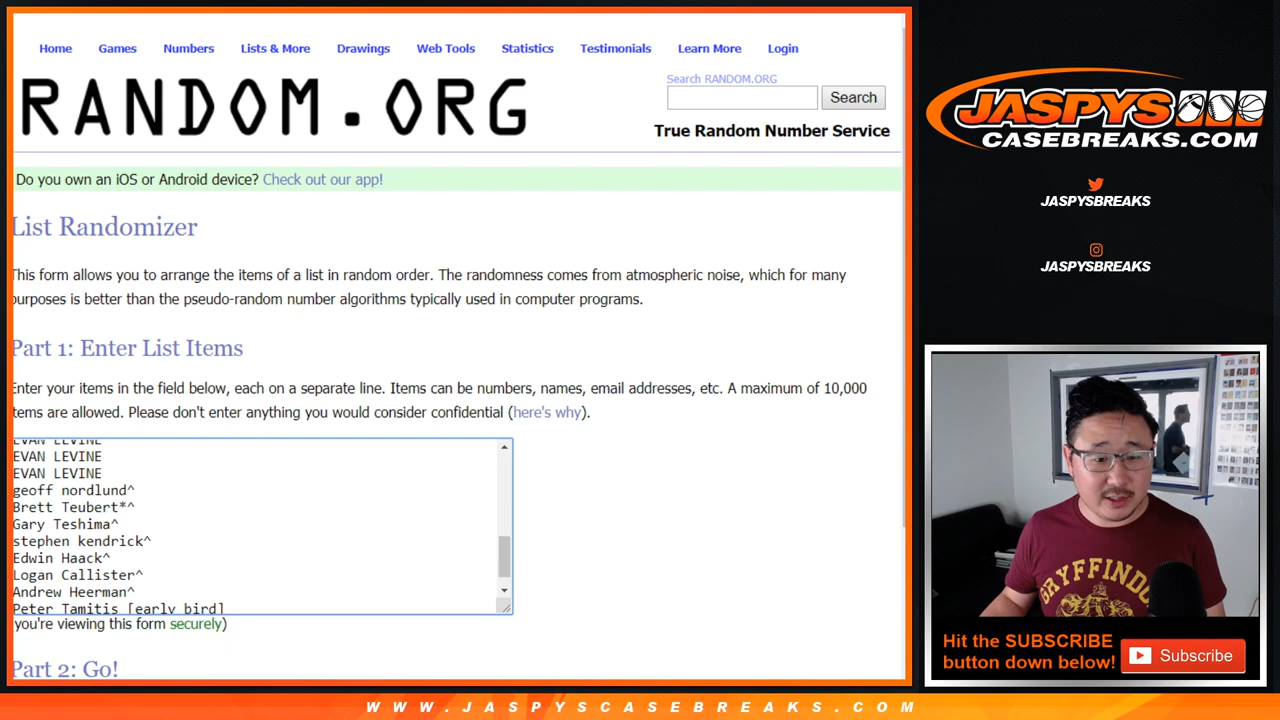 Home Games Numbers Lists & More Drawings Web Tools Statistics Testimonials Learn More Login
RANDOM.ORG
Search RANDOM.ORG
Search
True Random Number Service
Do you own an iOS or Android device? Check out our app!
List Randomizer
This form allows you to arrange the items of a list in random order. The randomness comes from atmospheric noise, which for many
purposes is better than the pseudo-random number algorithms typically used in computer programs.
Part 1: Enter List Items
Enter your items in the field below, each on a separate line. Items can be numbers, names, email addresses, etc. A maximum of 10,000
items are allowed. Please don't enter anything you would consider confidential (here's why).
EVAN LEVINE
EVAN LEVINE
EVAN LEVINE
geoff nordlund^
Brett Teubert*^
Gary Teshima^
stephen kendrick^
Edwin Haack^
Logan Callister^
Andrew Heerman^
Peter Tamitis [early bird]
you're viewing this form securely)
Part 2: Go!
JASPYS
CASEBREAKS.COM
JASPYSBREAKS
JASPYSBREAKS
GRYFFINDO
Hit the SUBSCRIBE
button down below!
Subscribe
WWW.JASPYSCASEBREAKS.COM